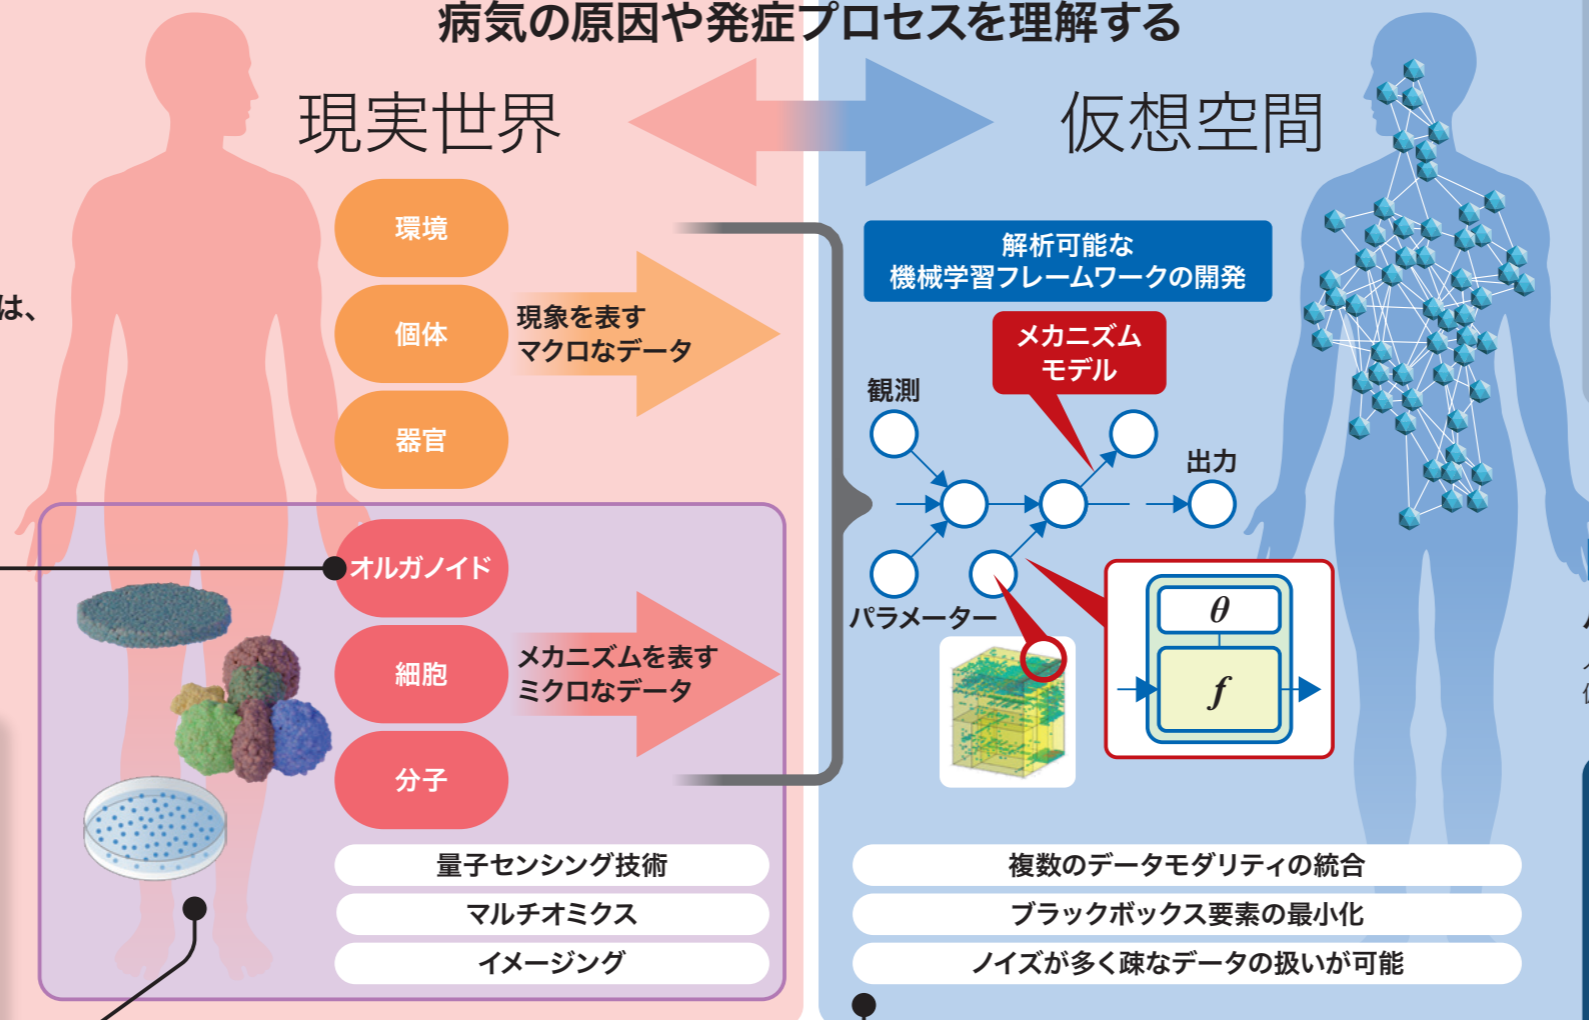 病気の原因や発症プロセスを理解する
現実世界
仮想空間
は、
環境
個体
器官
現象を表す
マクロなデータ
オルガノイド
細胞
分子
メカニズムを表す
ミクロなデータ
量子センシング技術
マルチオミクス
イメージング
解析可能な
機械学習フレームワークの開発
メカニズム
モデル
観測
出力
パラメーター
θ
f
複数のデータモダリティの統合
ブラックボックス要素の最小化
ノイズが多く疎なデータの扱いが可能